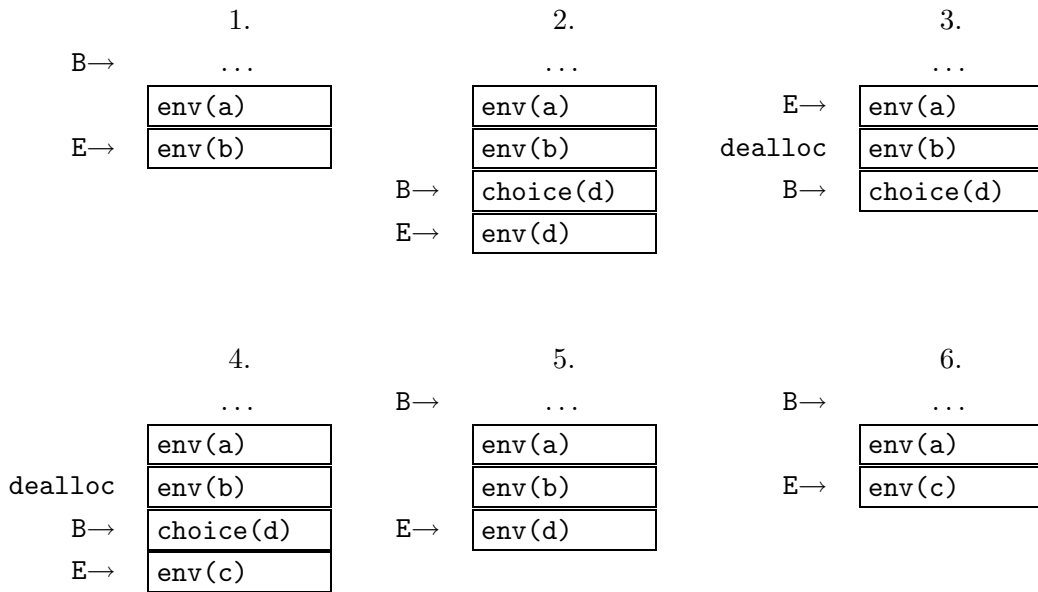 1. 2. 3.
B→ ... ... ...
env(a) env(a) E→ env(a)
E→ env(b) env(b) dealloc env(b)
B→ choice(d) B→ choice(d)
E→ env(d)
4. 5. 6.
... B→ ... B→ ...
env(a) env(a) env(a)
dealloc env(b) env(b) E→ env(c)
B→ choice(d) E→ env(d)
E→ env(c)